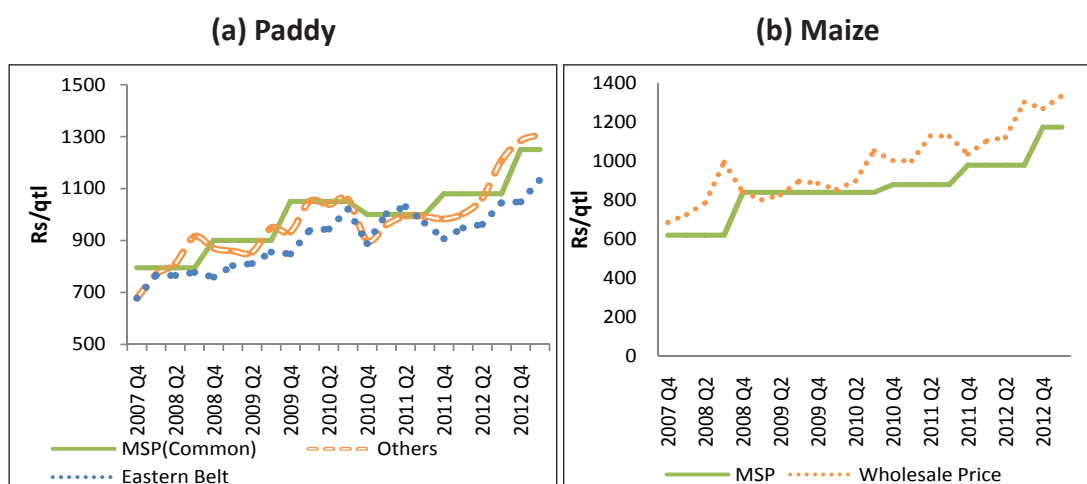 (a) Paddy
Rs/qtl
1500
1300
1100
900
700
500
2007 Q4
2008 Q2
2008 Q4
2009 Q2
2009 Q4
2010 Q2
2010 Q4
2011 Q2
2011 Q4
2012 Q2
2012 Q4
MSP(Common)
Others
Eastern Belt
(b) Maize
Rs/qtl
1400
1200
1000
800
600
400
200
0
2007 Q4
2008 Q2
2008 Q4
2009 Q2
2009 Q4
2010 Q2
2010 Q4
2011 Q2
2011 Q4
2012 Q2
2012 Q4
MSP
Wholesale Price